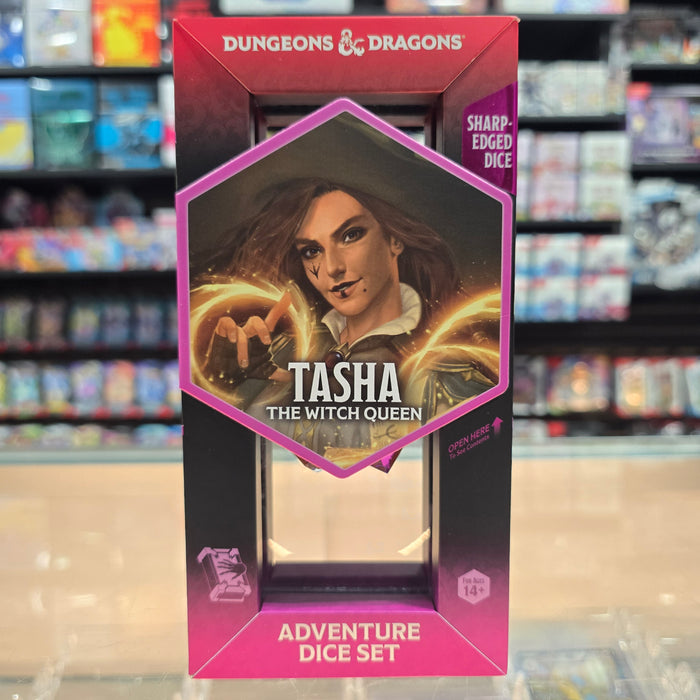 DUNGEONS & DRAGONS
SHARP-
EDGED
DICE
TASHA
THE WITCH QUEEN
OPEN HERE
To See Contents
FOR AGES
14+
ADVENTURE
DICE SET